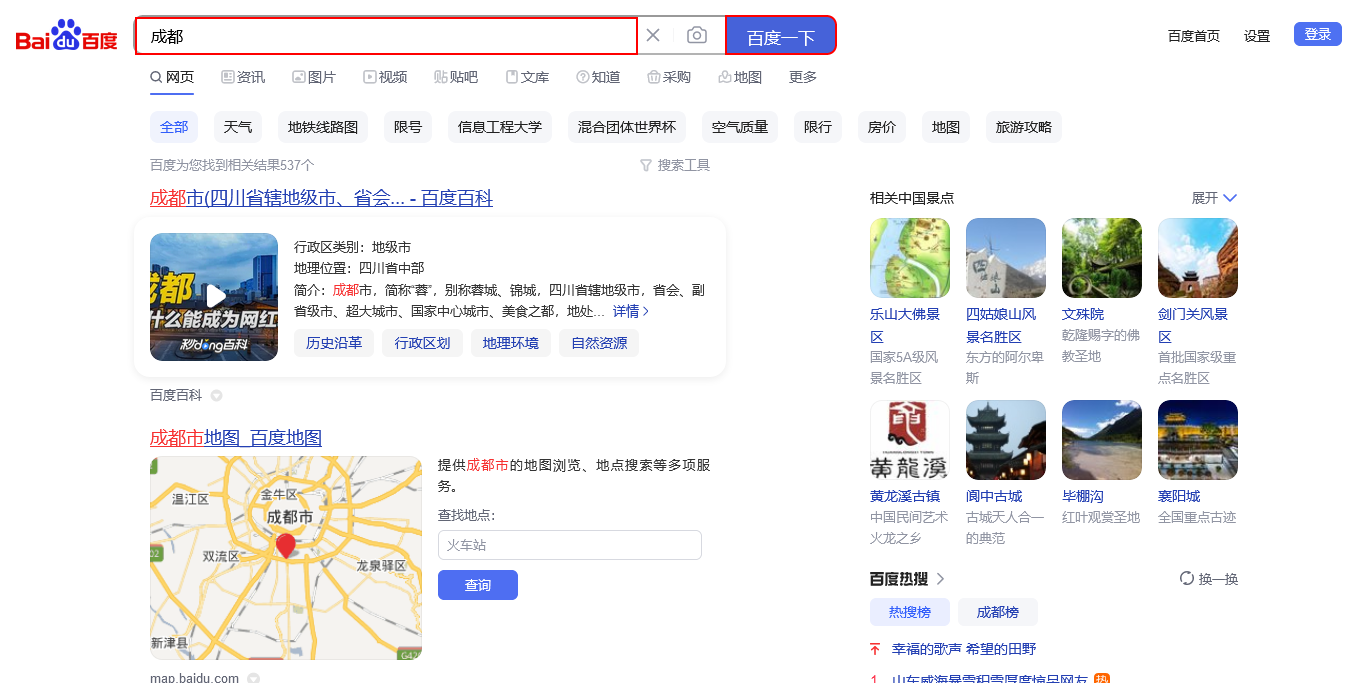 Bai du 百度
成都
百度一下
百度首页 设置 登录
网页 资讯 图片 视频 贴吧 文库 知道 采购 地图 更多
全部 天气 地铁线路图 限号 信息工程大学 混合团体世界杯 空气质量 限行 房价 地图 旅游攻略
百度为您找到相关结果537个
搜索工具
成都市(四川省辖地级市、省会... - 百度百科
成都
什么能成为网红
秒dǒng百科
行政区类别：地级市
地理位置：四川省中部
简介：成都市，简称“蓉”，别称蓉城、锦城，四川省辖地级市，省会、副
省级市、超大城市、国家中心城市、美食之都，地处... 详情
历史沿革 行政区划 地理环境 自然资源
百度百科
成都市地图_百度地图
温江区
金牛区
成都市
双流区
龙泉驿区
新津县
G42
提供成都市的地图浏览、地点搜索等多项服
务。
查找地点：
火车站
查询
map.baidu.com
相关中国景点
展开
乐山大佛景
区
国家5A级风
景名胜区
四姑娘山风
景名胜区
东方的阿尔卑
斯
文殊院
乾隆赐字的佛
教圣地
剑门关风景
区
首批国家级重
点名胜区
黄龍溪
黄龙溪古镇
中国民间艺术
火龙之乡
阆中古城
古城天人合一
的典范
毕棚沟
红叶观赏圣地
襄阳城
全国重点古迹
百度热搜
换一换
热搜榜 成都榜
幸福的歌声 希望的田野
1 山东威海暴雪积雪厚度惊呆网友 热